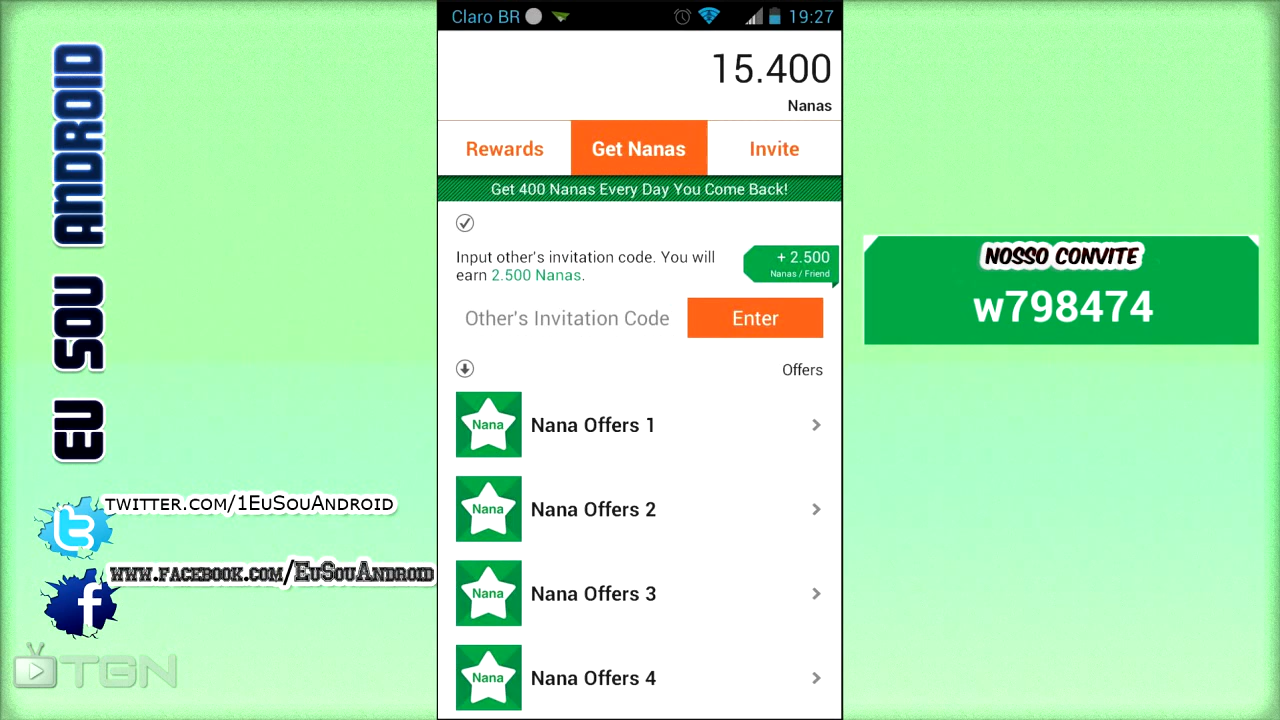 EU SOU ANDROID
Claro BR
19:27
15.400
Nanas
Rewards
Get Nanas
Invite
Get 400 Nanas Every Day You Come Back!
Input other's invitation code. You will
earn 2.500 Nanas.
+ 2.500
Nanas / Friend
Other's Invitation Code
Enter
Offers
Nana
Nana Offers 1
Nana
Nana Offers 2
Nana
Nana Offers 3
Nana
Nana Offers 4
NOSSO CONVITE
w798474
TWITTER.COM/1EUSOUANDROID
WWW.FACEBOOK.COM/EUSOUANDROID
TGN